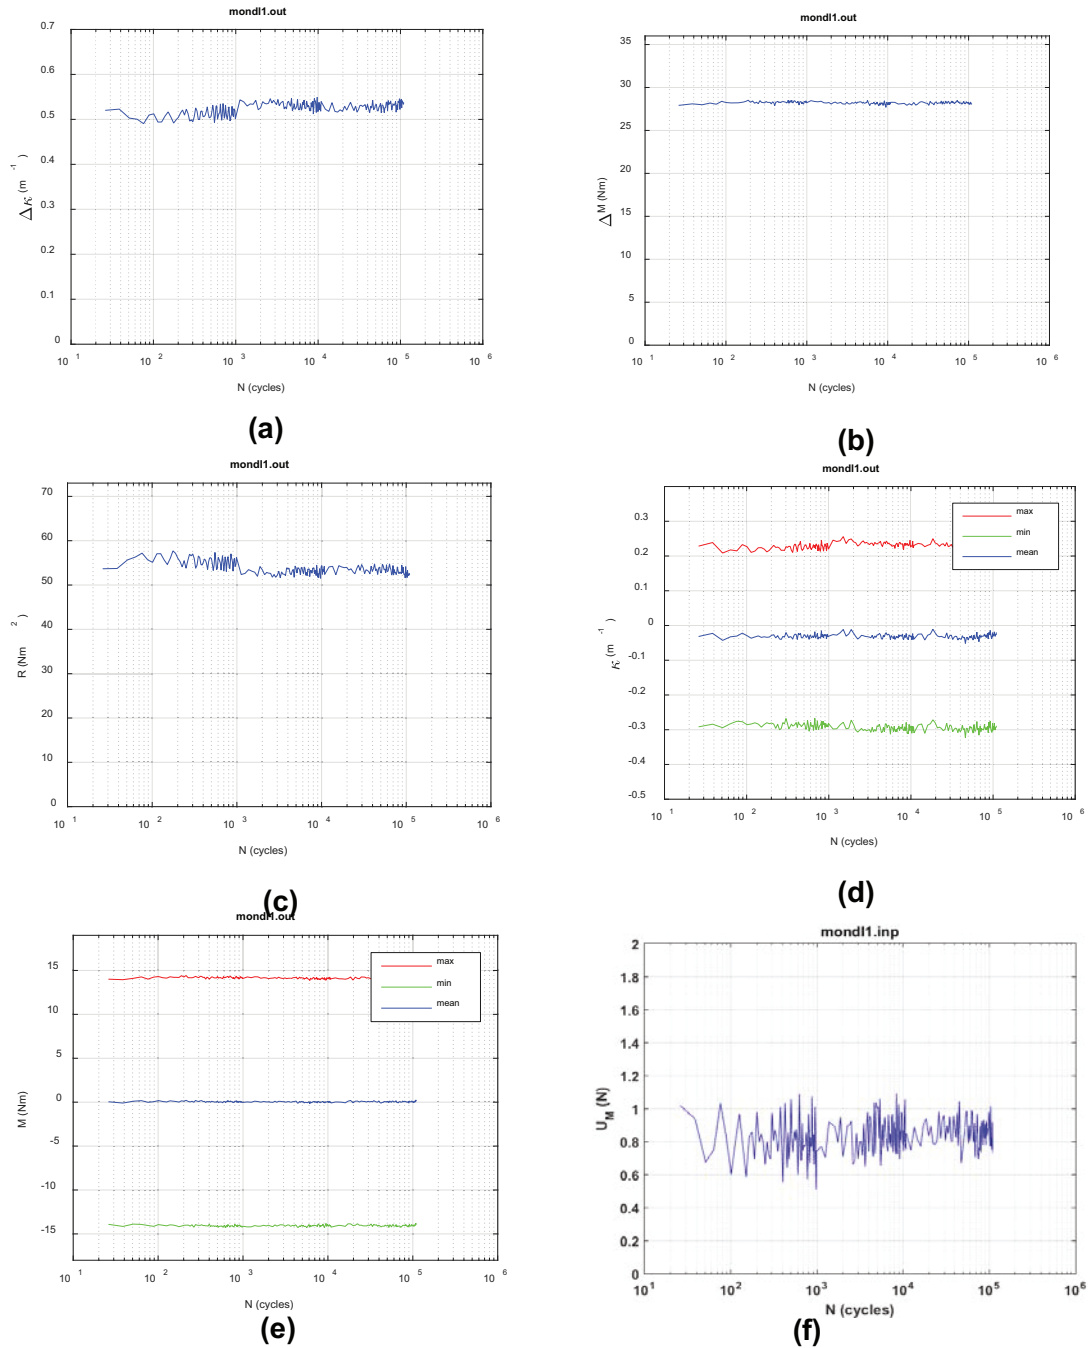 mondl1.out
0.7
0.6
0.5
0.4
0.3
0.2
0.1
0
Δκ (m⁻¹)
10¹ 10² 10³ 10⁴ 10⁵ 10⁶
N (cycles)
(a)
mondl1.out
35
30
25
20
15
10
5
0
ΔM (Nm)
10¹ 10² 10³ 10⁴ 10⁵ 10⁶
N (cycles)
(b)
mondl1.out
70
60
50
40
30
20
10
0
R (Nm²)
10¹ 10² 10³ 10⁴ 10⁵ 10⁶
N (cycles)
(c)
mondl1.out
max
min
mean
0.3
0.2
0.1
0
-0.1
-0.2
-0.3
-0.4
-0.5
κ (m⁻¹)
10¹ 10² 10³ 10⁴ 10⁵ 10⁶
N (cycles)
(d)
mondl1.out
max
min
mean
15
10
5
0
-5
-10
-15
M (Nm)
10¹ 10² 10³ 10⁴ 10⁵ 10⁶
N (cycles)
(e)
mondl1.inp
2
1.8
1.6
1.4
1.2
1
0.8
0.6
0.4
0.2
0
U_M (N)
10¹ 10² 10³ 10⁴ 10⁵ 10⁶
N (cycles)
(f)